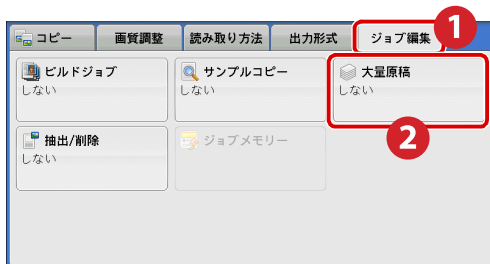 コピー 画質調整 読み取り方法 出力形式 ジョブ編集 1
ビルドジョブ サンプルコピー 大量原稿
しない しない しない
2
抽出/削除 ジョブメモリー
しない